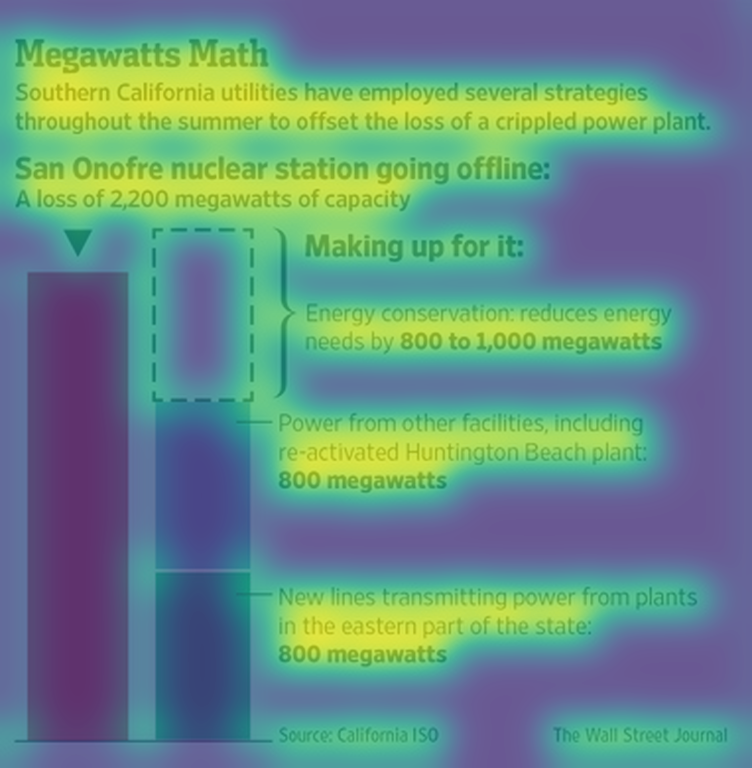 Megawatts Math
Southern California utilities have employed several strategies
throughout the summer to offset the loss of a crippled power plant.
San Onofre nuclear station going offline:
A loss of 2,200 megawatts of capacity
Making up for it:
Energy conservation: reduces energy
needs by 800 to 1,000 megawatts
Power from other facilities, including
re-activated Huntington Beach plant:
800 megawatts
New lines transmitting power from plants
in the eastern part of the state:
800 megawatts
Source: California ISO
The Wall Street Journal